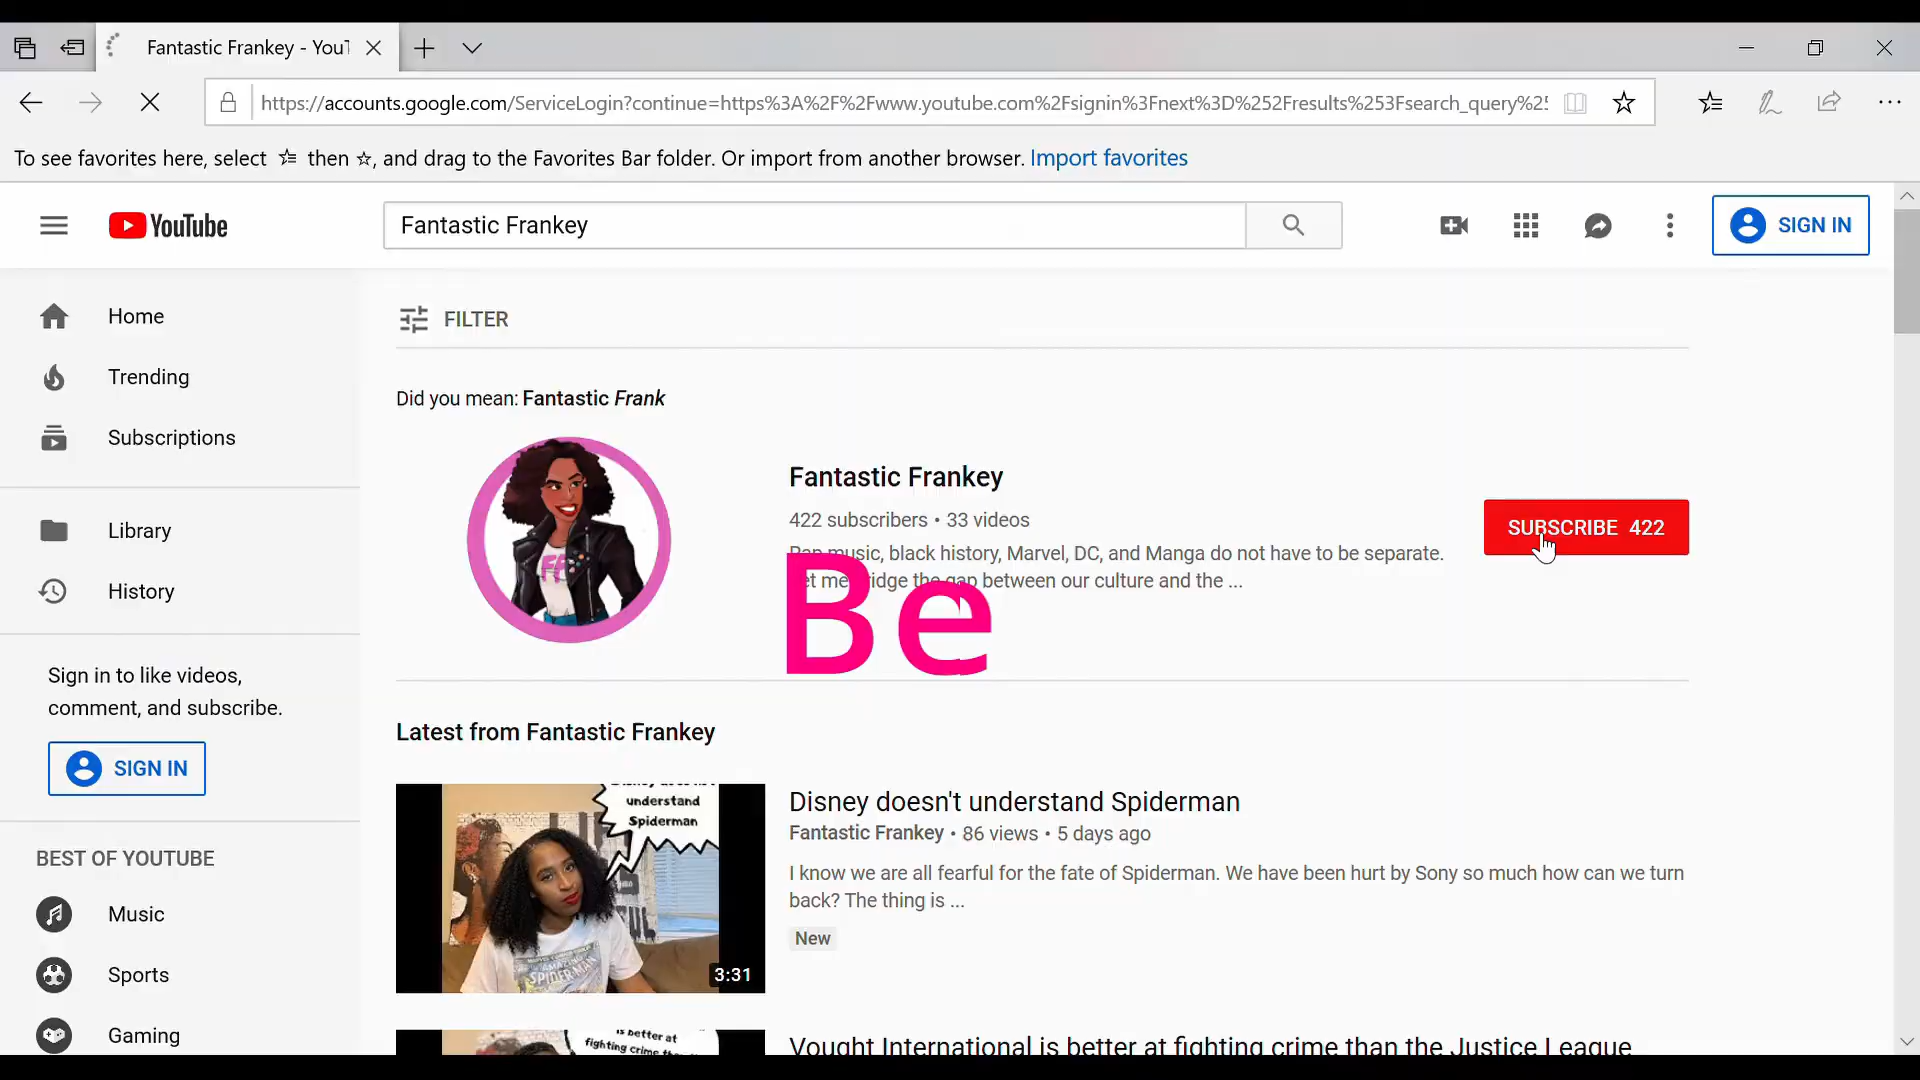 Fantastic Frankey - YouT
https://accounts.google.com/ServiceLogin?continue=https%3A%2F%2Fwww.youtube.com%2Fsignin%3Fnext%3D%252Fresults%253Fsearch_query%25
To see favorites here, select then ☆, and drag to the Favorites Bar folder. Or import from another browser. Import favorites
YouTube
Fantastic Frankey
SIGN IN
Home
Trending
Subscriptions
Library
History
Sign in to like videos,
comment, and subscribe.
SIGN IN
BEST OF YOUTUBE
Music
Sports
Gaming
FILTER
Did you mean: Fantastic Frank
FF
Fantastic Frankey
422 subscribers • 33 videos
Rap music, black history, Marvel, DC, and Manga do not have to be separate.
me the gap between our culture and the ...
Be
SUBSCRIBE 422
Latest from Fantastic Frankey
understand
Spiderman
AMAZING
SPIDER-MAN
3:31
Disney doesn't understand Spiderman
Fantastic Frankey • 86 views • 5 days ago
I know we are all fearful for the fate of Spiderman. We have been hurt by Sony so much how can we turn
back? The thing is ...
New
is better at
fighting crime
Vought International is better at fighting crime than the Justice League